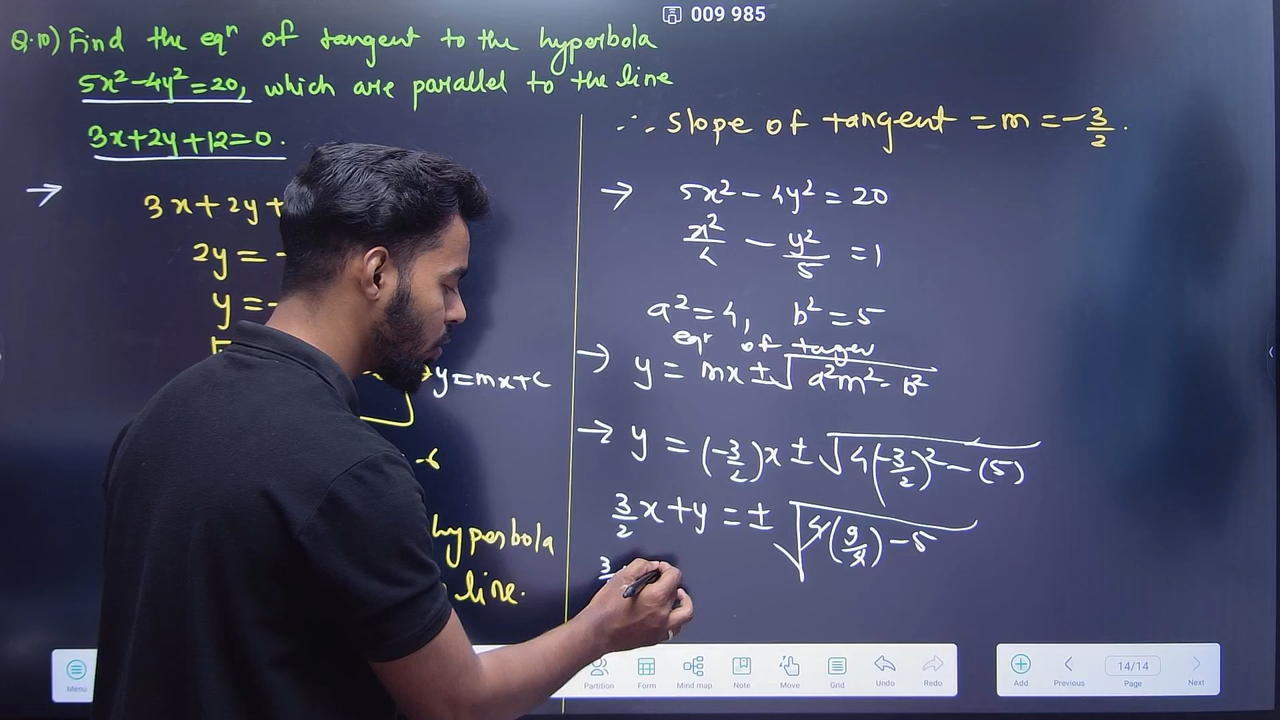 009 985
Q.10) Find the eqn of tangent to the hyperbola
5x²-4y²=20, which are parallel to the line
3x+2y+12=0.
→ 3x+2y+
2y=-
y=-
y=mx+c
-6
hyperbola
line.
∴ slope of tangent = m = -3/2.
→ 5x²-4y²=20
x²/4 - y²/5 = 1
a²=4, b²=5
eqn of tagen
→ y = mx ± √a²m²-b²
→ y = (-3/2)x ± √4(-3/2)²-(5)
3/2x+y = ± √4(9/4)-5
3
Menu Partition Form Mind map Note Move Grid Undo Redo Add Previous 14/14 Page Next